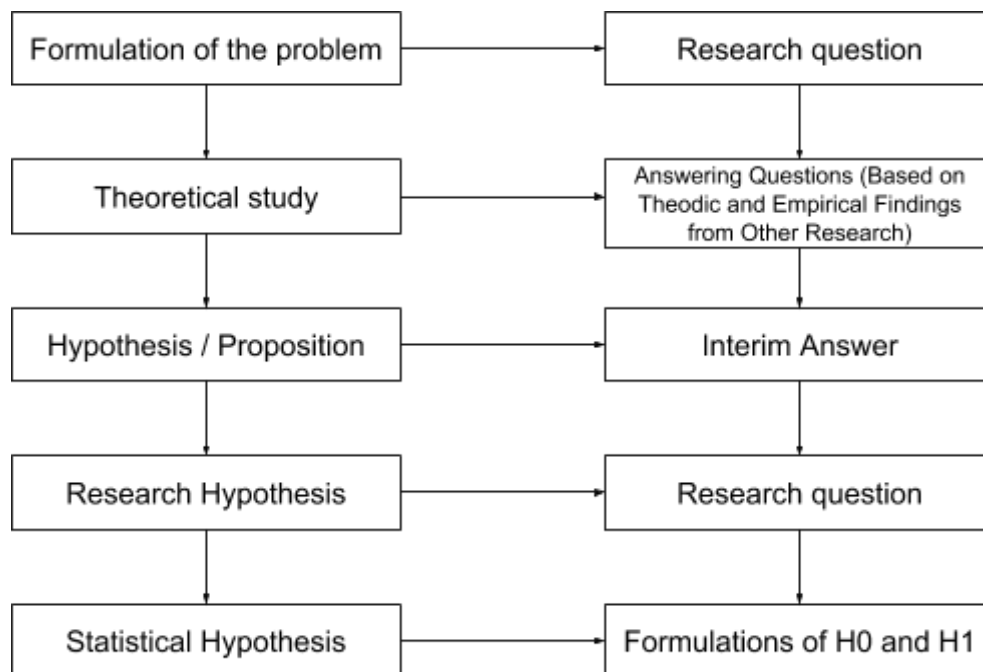 Formulation of the problem
Research question
Theoretical study
Answering Questions (Based on
Theodic and Empirical Findings
from Other Research)
Hypothesis / Proposition
Interim Answer
Research Hypothesis
Research question
Statistical Hypothesis
Formulations of H0 and H1